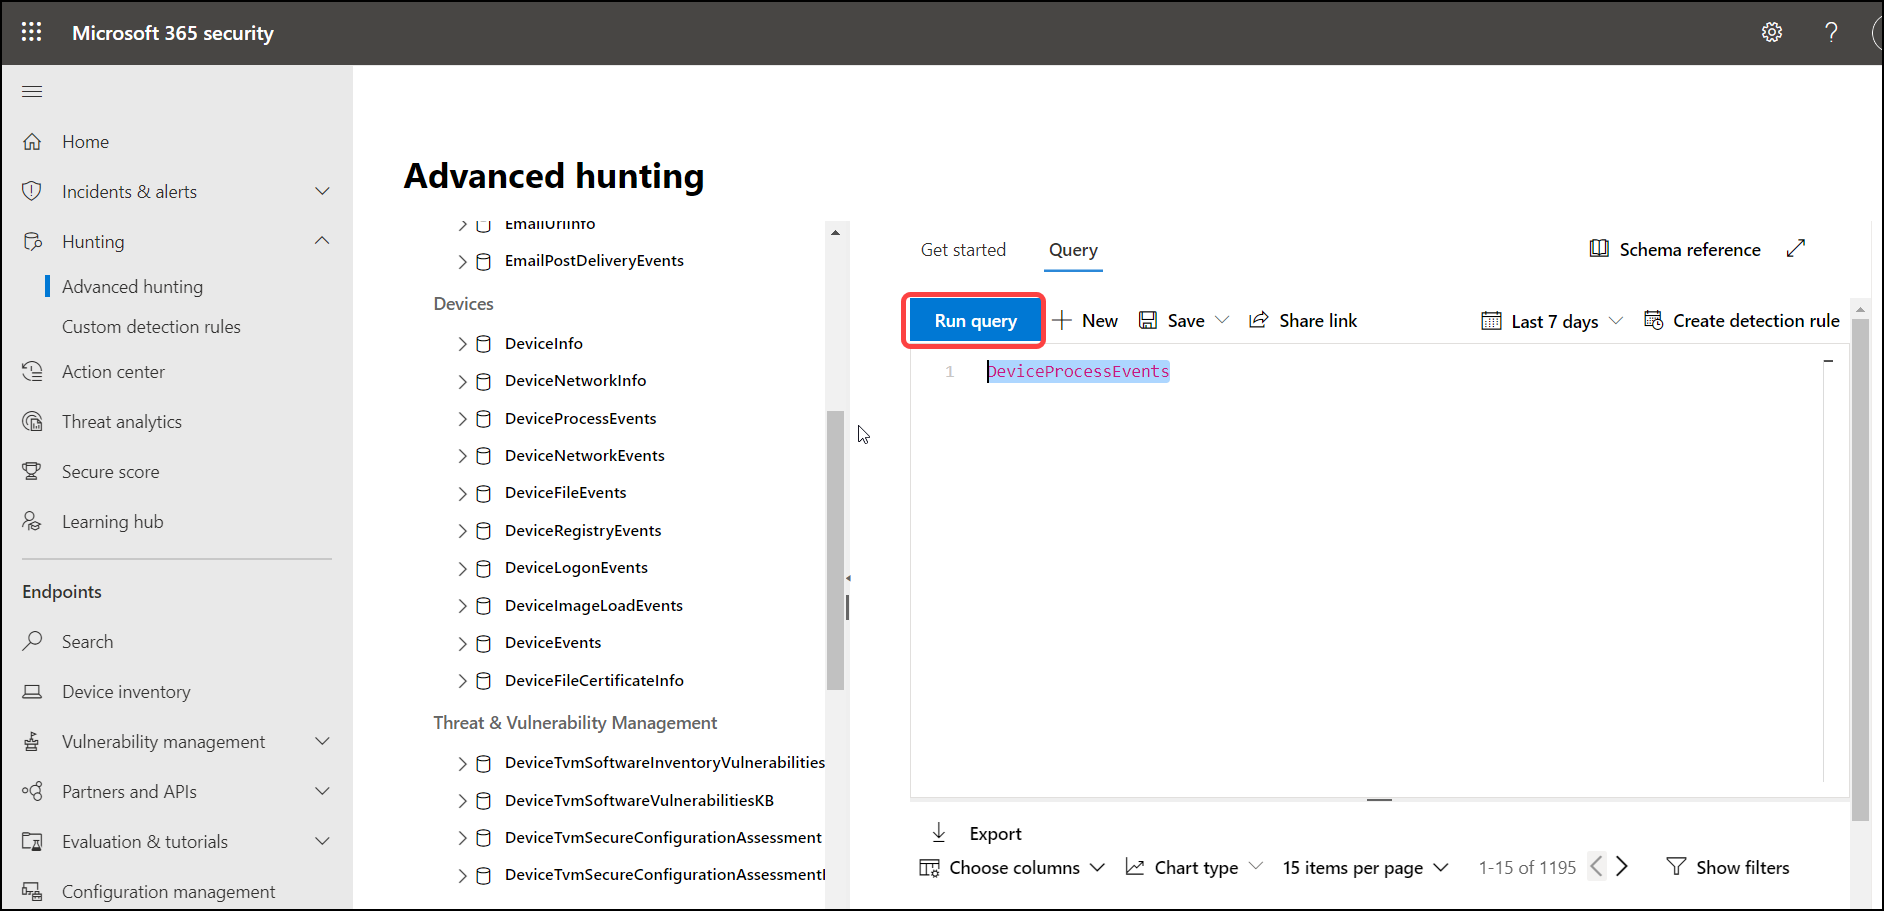 Microsoft 365 security
?
Home
Incidents & alerts
Hunting
Advanced hunting
Custom detection rules
Action center
Threat analytics
Secure score
Learning hub
Endpoints
Search
Device inventory
Vulnerability management
Partners and APIs
Evaluation & tutorials
Configuration management
Advanced hunting
EmailUrlInfo
EmailPostDeliveryEvents
Devices
DeviceInfo
DeviceNetworkInfo
DeviceProcessEvents
DeviceNetworkEvents
DeviceFileEvents
DeviceRegistryEvents
DeviceLogonEvents
DeviceImageLoadEvents
DeviceEvents
DeviceFileCertificateInfo
Threat & Vulnerability Management
DeviceTvmSoftwareInventoryVulnerabilities
DeviceTvmSoftwareVulnerabilitiesKB
DeviceTvmSecureConfigurationAssessment
DeviceTvmSecureConfigurationAssessment
Get started Query Schema reference
Run query New Save Share link Last 7 days Create detection rule
1 DeviceProcessEvents
Export
Choose columns Chart type 15 items per page 1-15 of 1195 Show filters